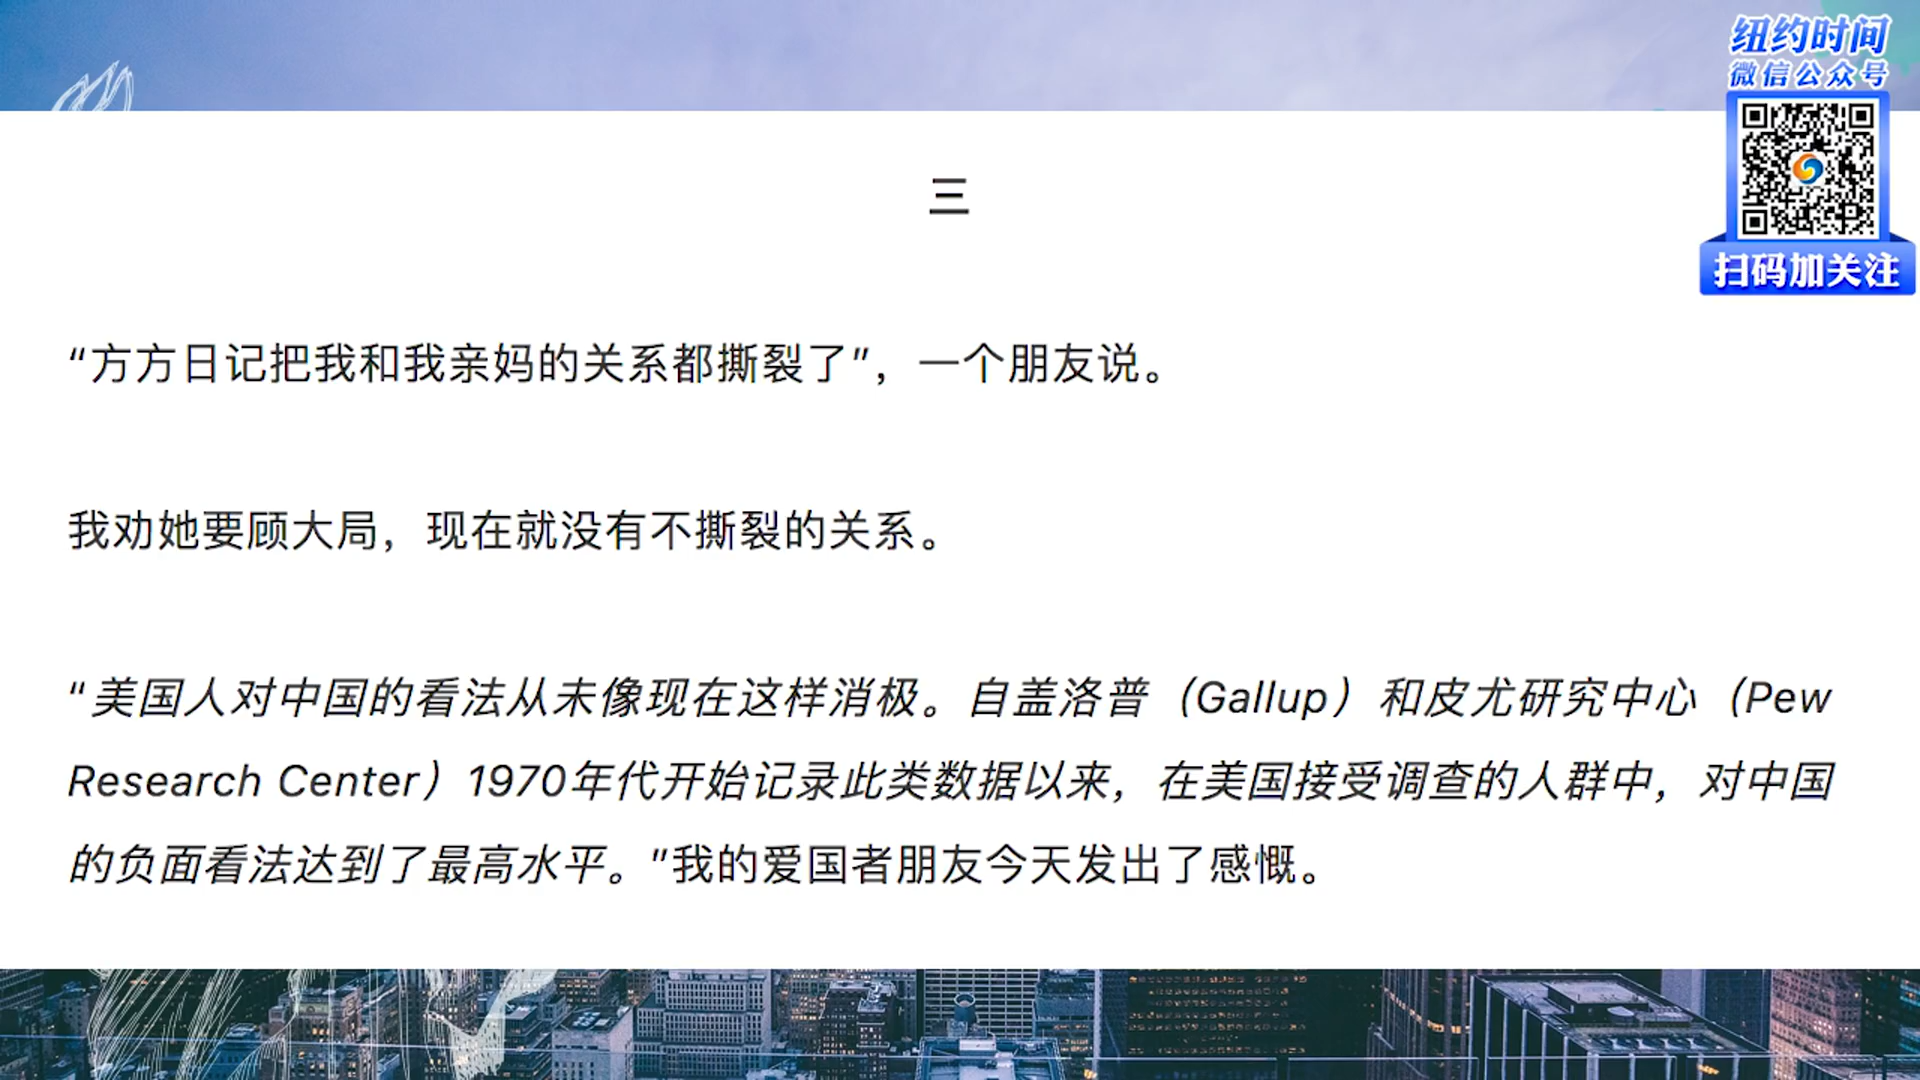 纽约时间
微信公众号
扫码加关注
三
“方方日记把我和我亲妈的关系都撕裂了”，一个朋友说。
我劝她要顾大局，现在就没有不撕裂的关系。
“美国人对中国的看法从未像现在这样消极。自盖洛普（Gallup）和皮尤研究中心（Pew
Research Center）1970年代开始记录此类数据以来，在美国接受调查的人群中，对中国
的负面看法达到了最高水平。”我的爱国者朋友今天发出了感慨。